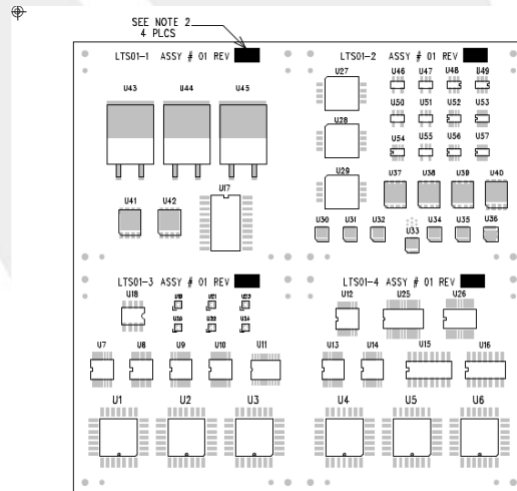 SEE NOTE 2
4 PLCS
LTS01-1 ASSY # 01 REV
LTS01-2 ASSY # 01 REV
U43 U44 U45
U27
U46 U47 U48 U49
U50 U51 U52 U53
U28
U54 U55 U56 U57
U29
U37 U38 U39 U40
U41 U42
U17
U30 U31 U32 U33 U34 U35 U36
LTS01-3 ASSY # 01 REV
LTS01-4 ASSY # 01 REV
U18
U12 U25 U26
U7 U8 U9 U10 U11
U13 U14 U15 U16
U1 U2 U3
U4 U5 U6